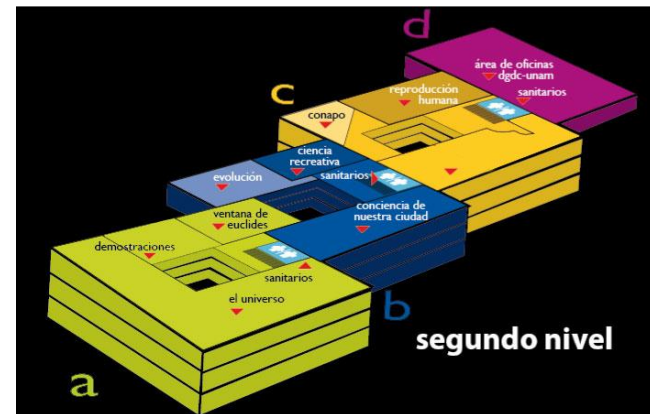 d
área de oficinas
dgdc-unam
sanitarios
c
reproducción
humana
conapo
ciencia
recreativa
sanitarios
evolución
conciencia de
nuestra ciudad
ventana de
euclides
demostraciones
sanitarios
el universo
b
segundo nivel
a